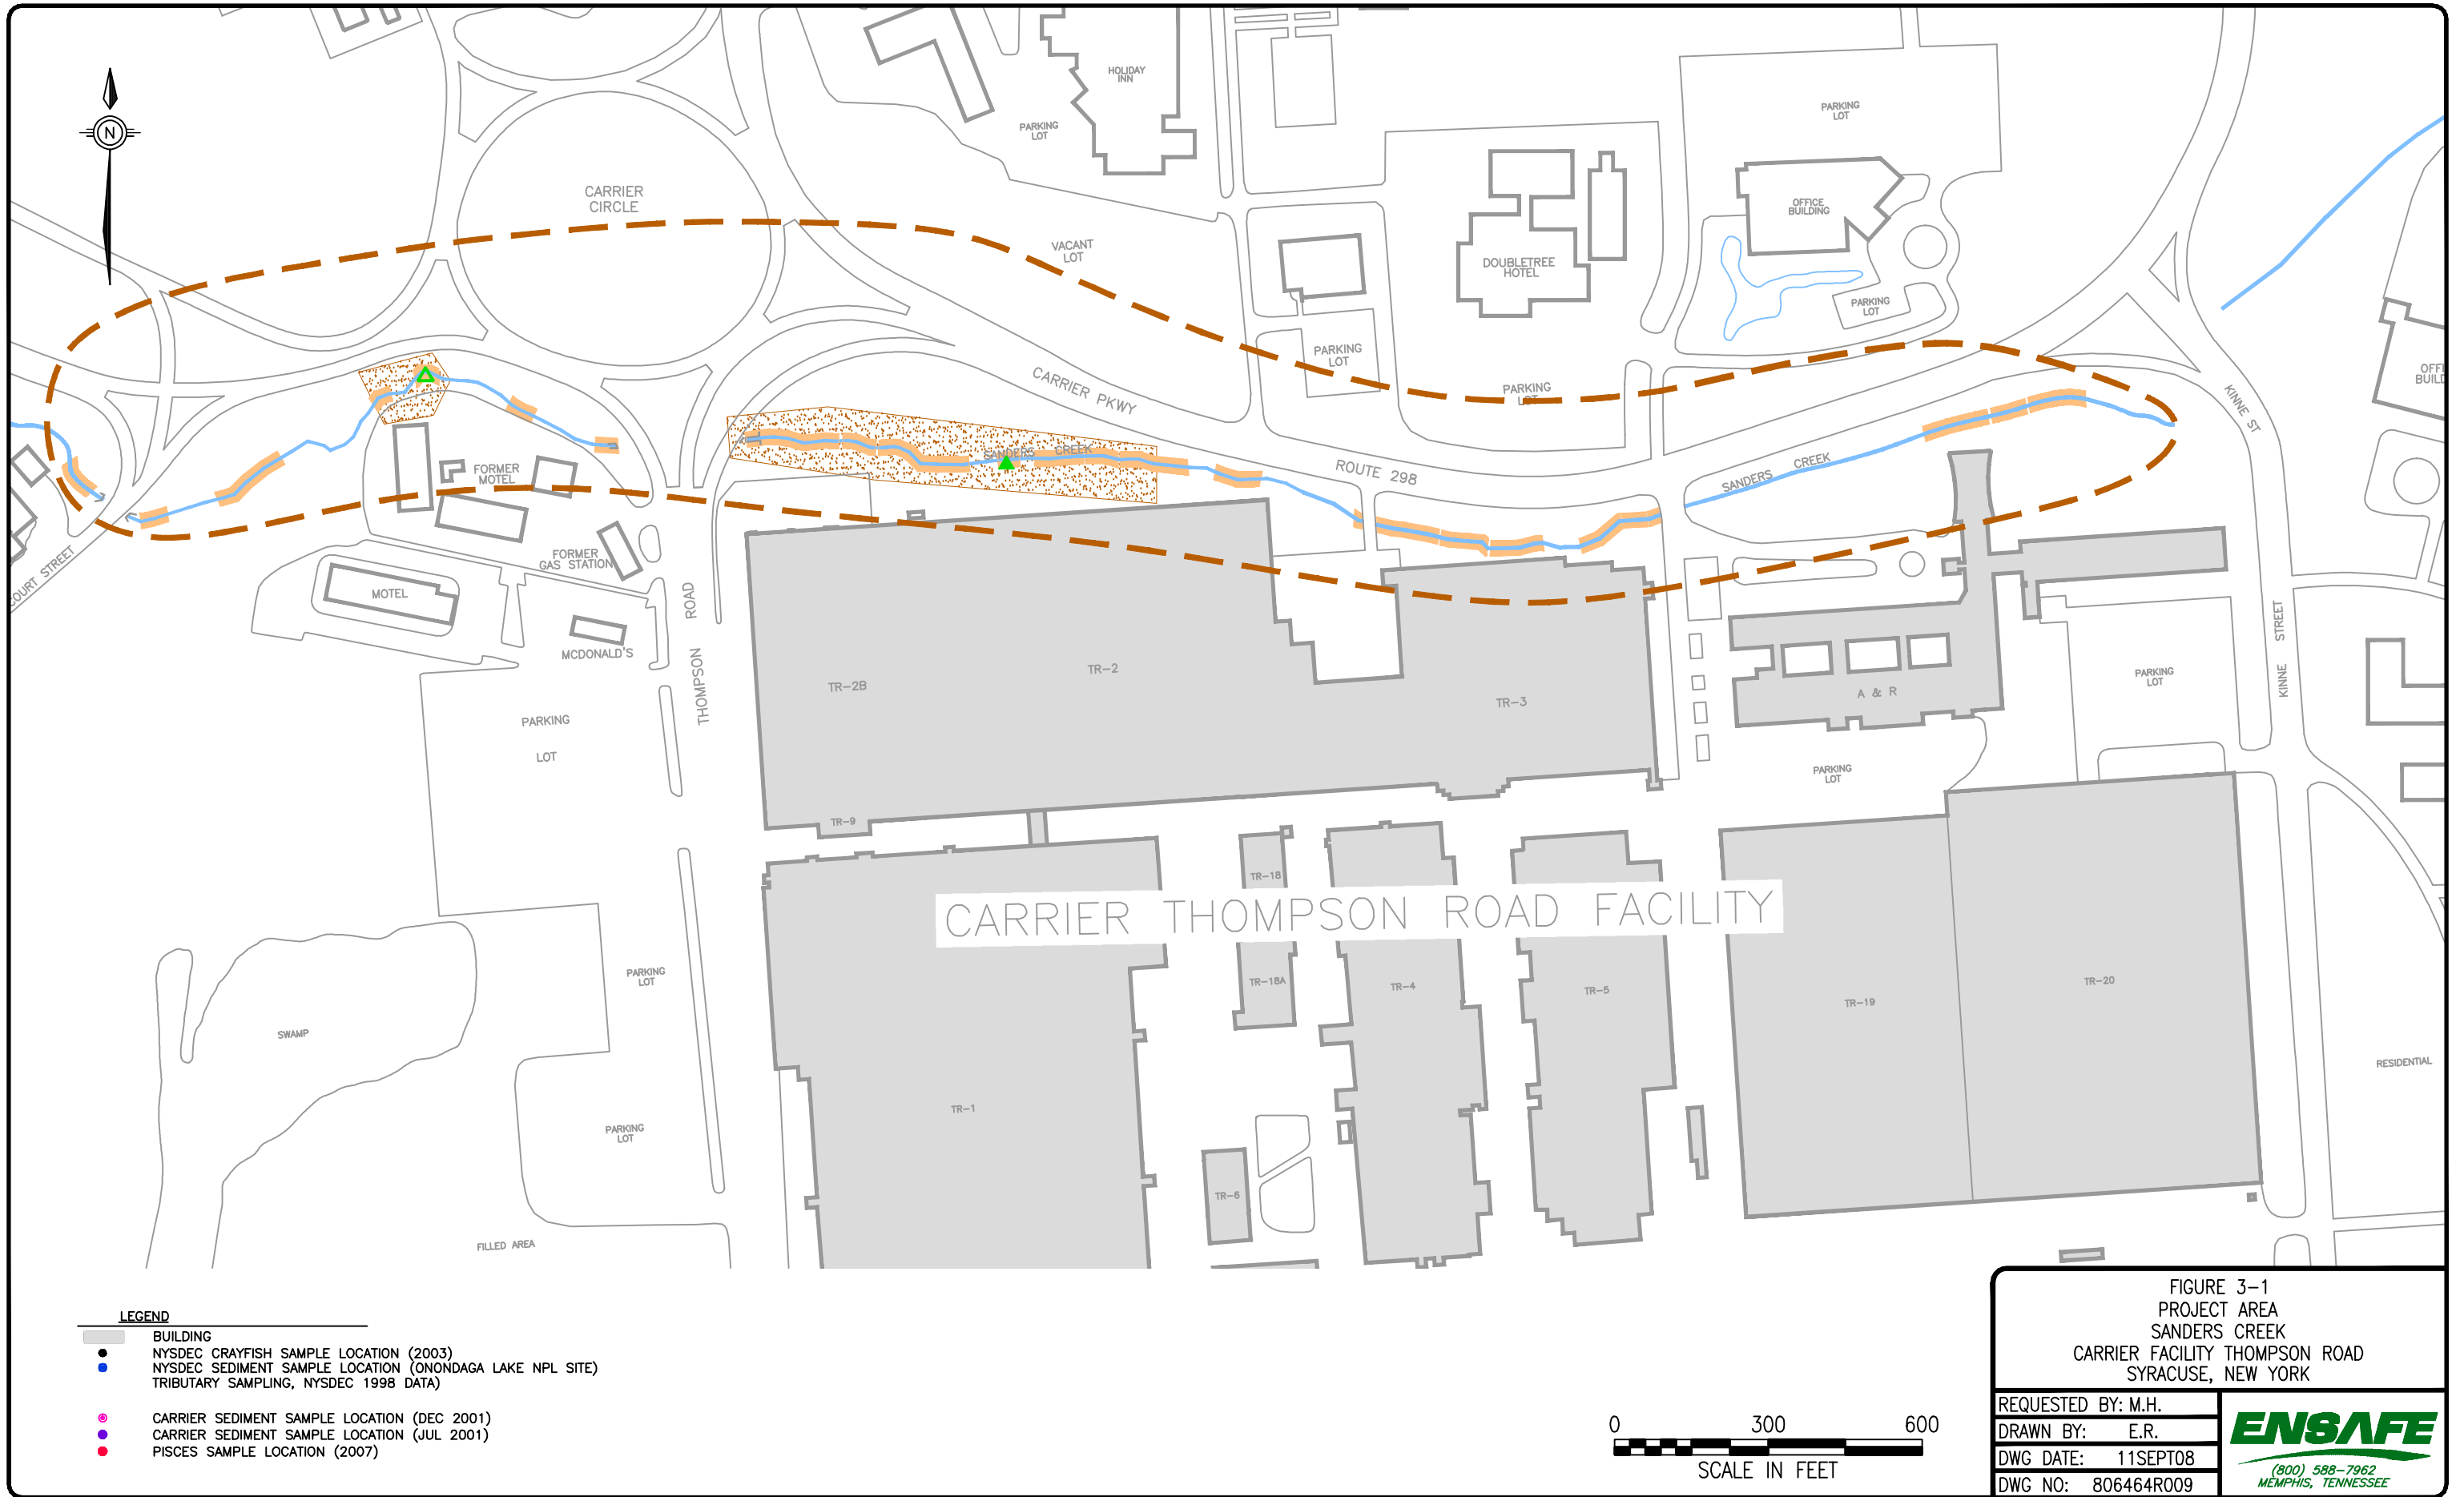 N
HOLIDAY
INN
PARKING
LOT
CARRIER
CIRCLE
VACANT
LOT
DOUBLETREE
HOTEL
PARKING
LOT
OFFICE
BUILDING
PARKING
LOT
PARKING
LOT
PARKING
LOT
CARRIER PKWY
KINNE ST
SANDERS CREEK
ROUTE 298
SANDERS CREEK
FORMER
MOTEL
FORMER
GAS STATION
COURT STREET
MOTEL
MCDONALD'S
THOMPSON ROAD
KINNE STREET
TR-2B
TR-2
TR-3
A & R
PARKING
LOT
PARKING
LOT
PARKING
LOT
TR-9
TR-18
CARRIER THOMPSON ROAD FACILITY
PARKING
LOT
TR-18A
TR-4
TR-5
TR-19
TR-20
SWAMP
RESIDENTIAL
TR-1
PARKING
LOT
TR-6
FILLED AREA
LEGEND
BUILDING
NYSDEC CRAYFISH SAMPLE LOCATION (2003)
NYSDEC SEDIMENT SAMPLE LOCATION (ONONDAGA LAKE NPL SITE)
TRIBUTARY SAMPLING, NYSDEC 1998 DATA)
CARRIER SEDIMENT SAMPLE LOCATION (DEC 2001)
CARRIER SEDIMENT SAMPLE LOCATION (JUL 2001)
PISCES SAMPLE LOCATION (2007)
0 300 600
SCALE IN FEET
FIGURE 3-1
PROJECT AREA
SANDERS CREEK
CARRIER FACILITY THOMPSON ROAD
SYRACUSE, NEW YORK
REQUESTED BY: M.H.
DRAWN BY: E.R.
DWG DATE: 11SEPT08
DWG NO: 806464R009
ENSAFE
(800) 588-7962
MEMPHIS, TENNESSEE